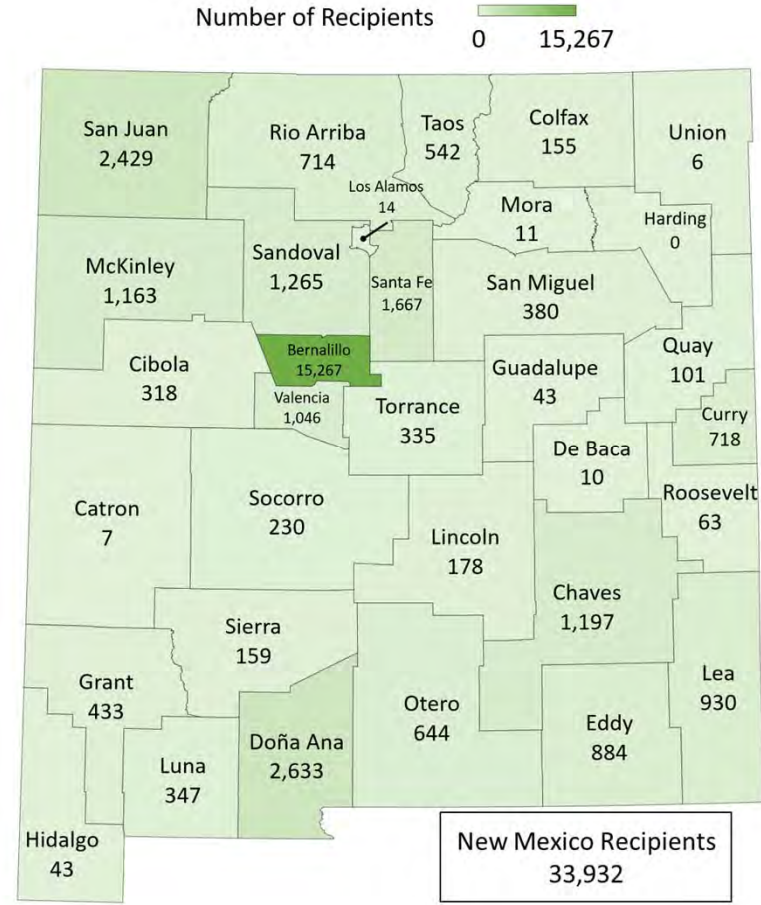 Number of Recipients
0 15,267
San Juan
2,429
Rio Arriba
714
Taos
542
Colfax
155
Union
6
Los Alamos
14
Mora
11
Harding
0
McKinley
1,163
Sandoval
1,265
Santa Fe
1,667
San Miguel
380
Bernalillo
15,267
Cibola
318
Valencia
1,046
Torrance
335
Guadalupe
43
Quay
101
Curry
718
De Baca
10
Roosevelt
63
Catron
7
Socorro
230
Lincoln
178
Chaves
1,197
Sierra
159
Grant
433
Otero
644
Lea
930
Eddy
884
Doña Ana
2,633
Luna
347
Hidalgo
43
New Mexico Recipients
33,932